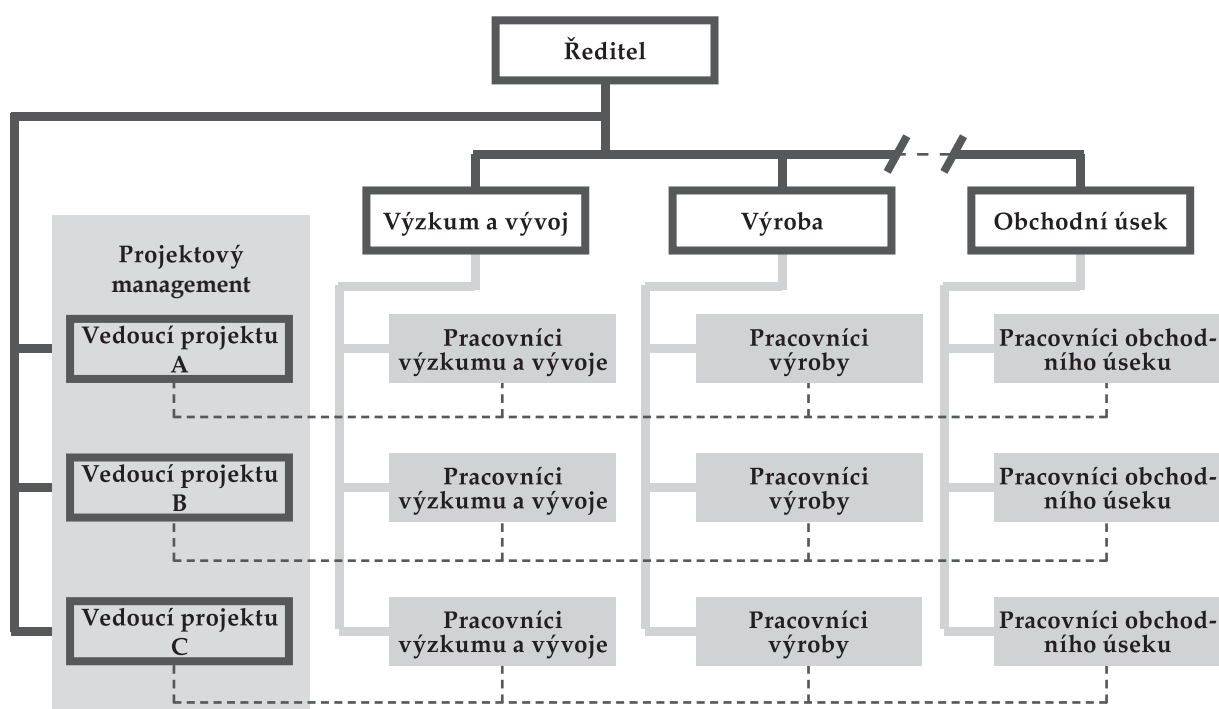 Ředitel
Výzkum a vývoj
Výroba
Obchodní úsek
Projektový
management
Vedoucí projektu
A
Pracovníci
výzkumu a vývoje
Pracovníci
výroby
Pracovníci obchod-
ního úseku
Vedoucí projektu
B
Pracovníci
výzkumu a vývoje
Pracovníci
výroby
Pracovníci obchod-
ního úseku
Vedoucí projektu
C
Pracovníci
výzkumu a vývoje
Pracovníci
výroby
Pracovníci obchod-
ního úseku